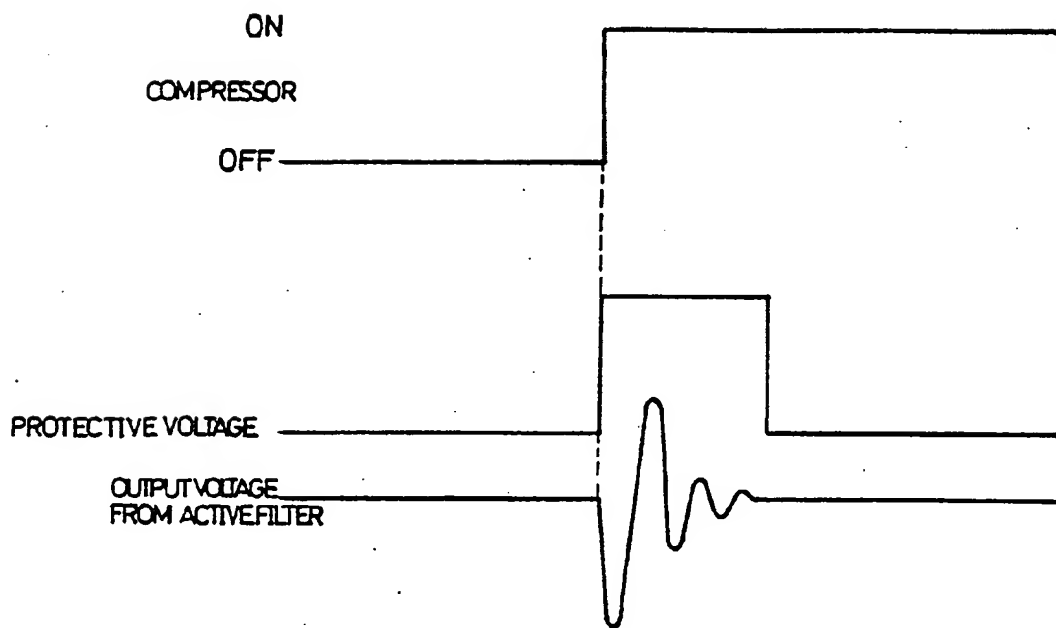 ON
COMPRESSOR
OFF
PROTECTIVE VOLTAGE
OUTPUT VOLTAGE
FROM ACTIVE FILTER